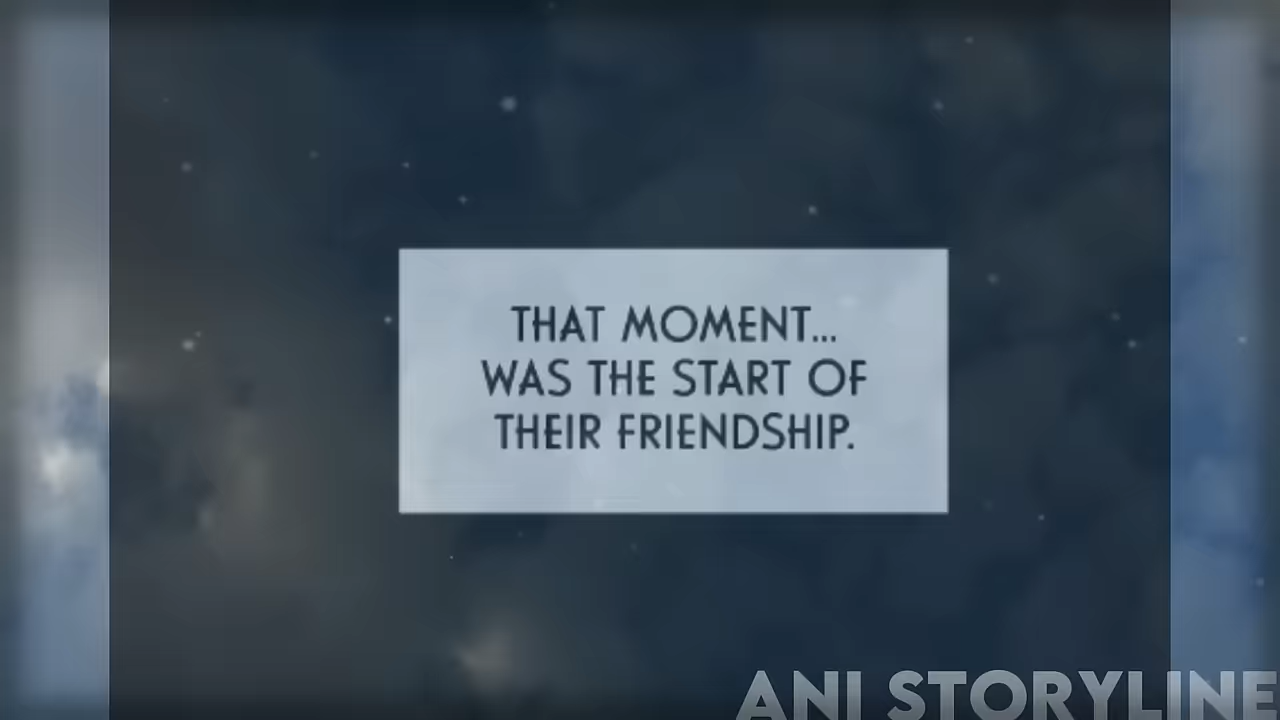 THAT MOMENT...
WAS THE START OF
THEIR FRIENDSHIP.
ANI STORYLINE